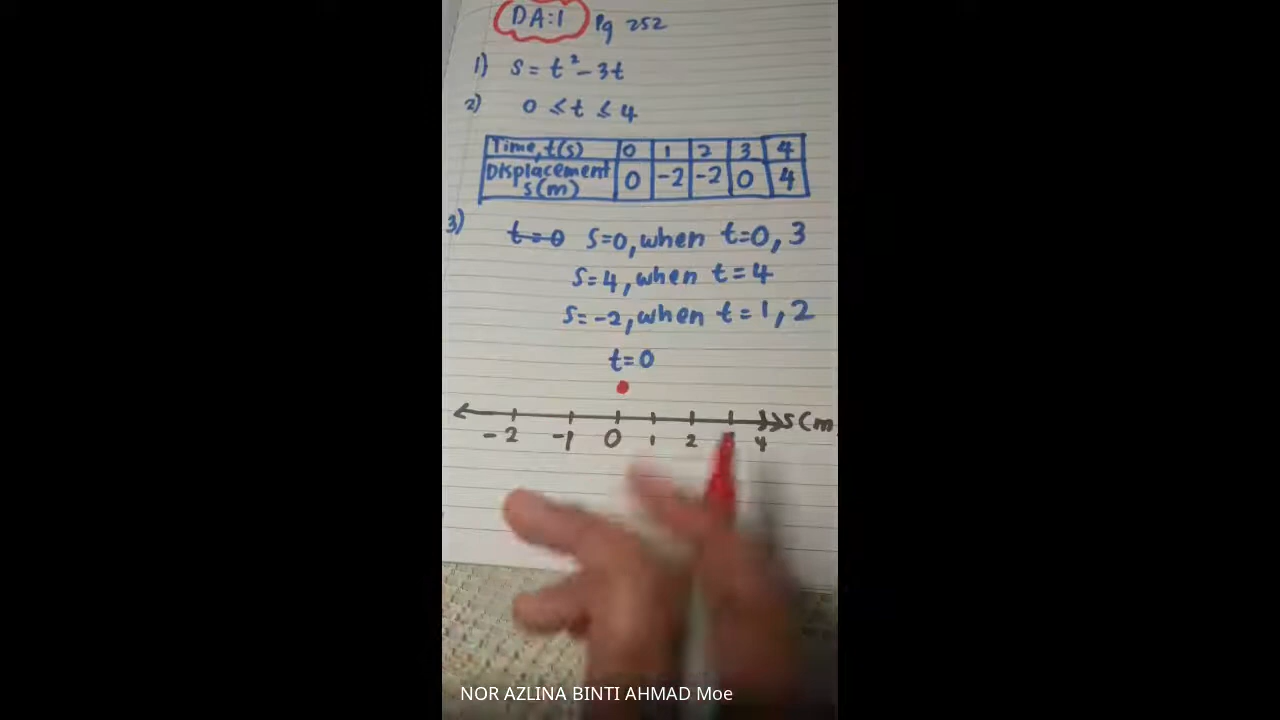 DA:1 Pg 252
1) s = t² - 3t
2) 0 ≤ t ≤ 4
Time, t(s) 0 1 2 3 4
Displacement s(m) 0 -2 -2 0 4
3) t=0 s=0, when t=0, 3
s=4, when t=4
s=-2, when t=1, 2
t=0
s(m
-2 -1 0 1 2 4
NOR AZLINA BINTI AHMAD Moe